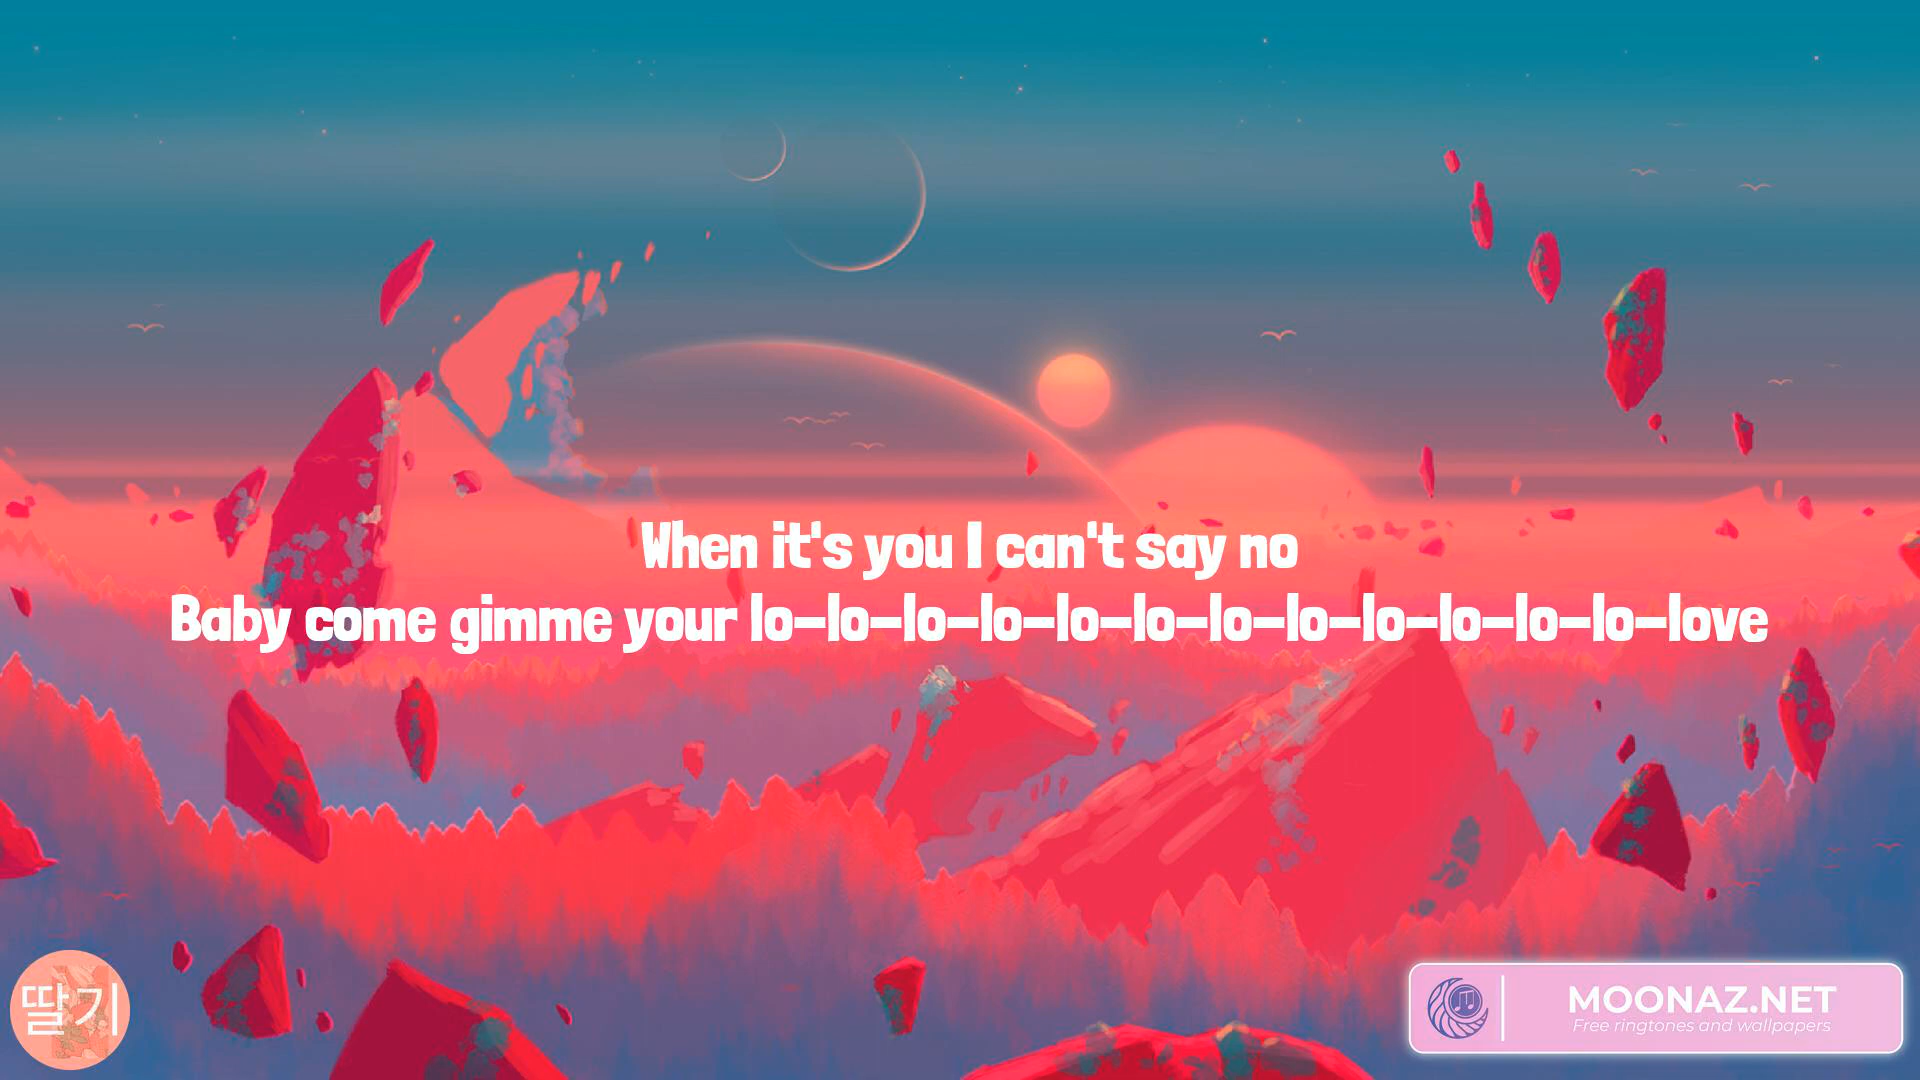 When it's you I can't say no
Baby come gimme your lo–lo–lo–lo–lo–lo–lo–lo–lo–lo–lo–lo–love
딸기
MOONAZ.NET
Free ringtones and wallpapers